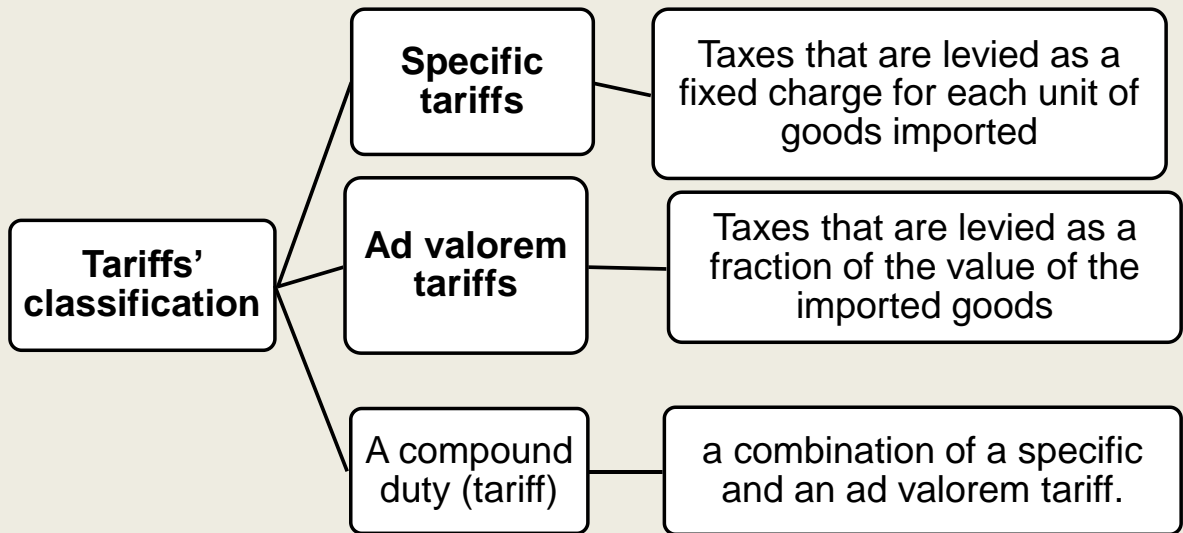 Tariffs’
classification
Specific
tariffs
Taxes that are levied as a
fixed charge for each unit of
goods imported
Ad valorem
tariffs
Taxes that are levied as a
fraction of the value of the
imported goods
A compound
duty (tariff)
a combination of a specific
and an ad valorem tariff.